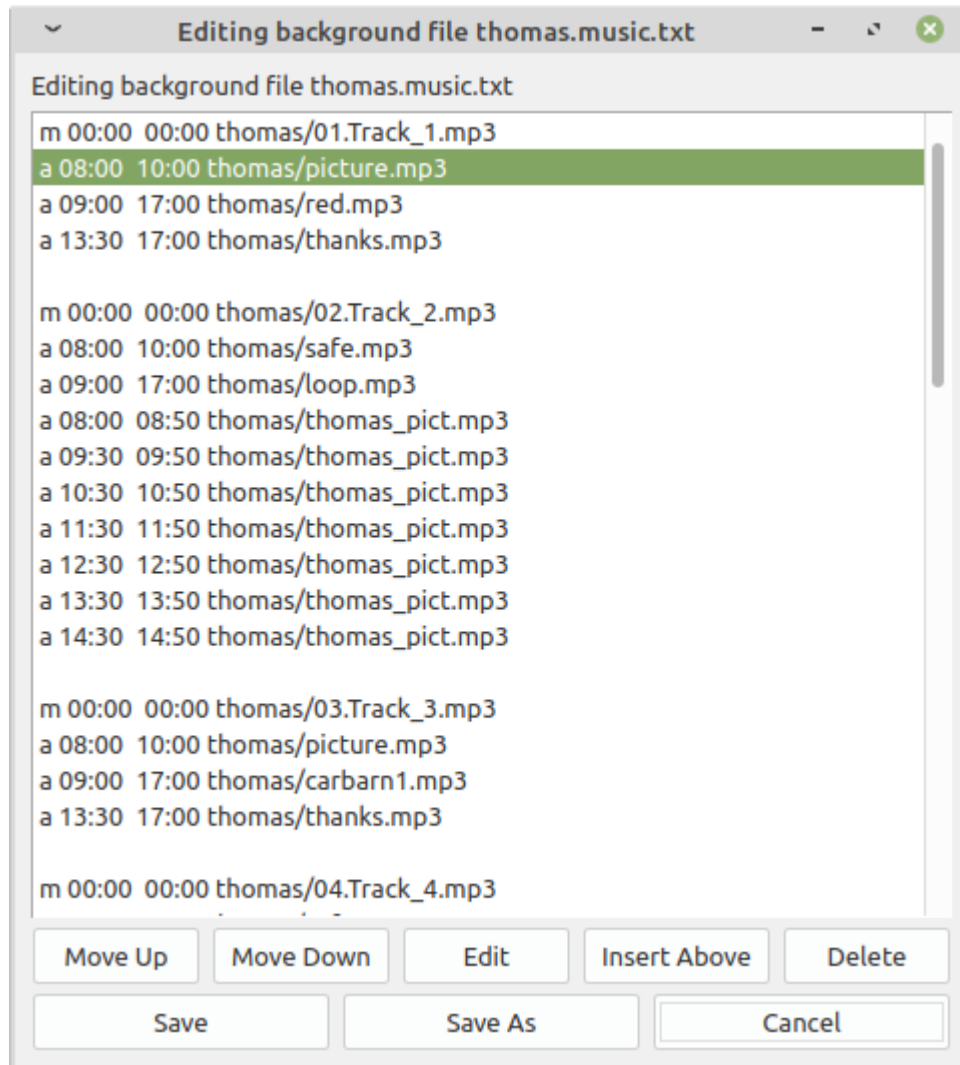 Editing background file thomas.music.txt
Editing background file thomas.music.txt
m 00:00  00:00 thomas/01.Track_1.mp3
a 08:00  10:00 thomas/picture.mp3
a 09:00  17:00 thomas/red.mp3
a 13:30  17:00 thomas/thanks.mp3
m 00:00  00:00 thomas/02.Track_2.mp3
a 08:00  10:00 thomas/safe.mp3
a 09:00  17:00 thomas/loop.mp3
a 08:00  08:50 thomas/thomas_pict.mp3
a 09:30  09:50 thomas/thomas_pict.mp3
a 10:30  10:50 thomas/thomas_pict.mp3
a 11:30  11:50 thomas/thomas_pict.mp3
a 12:30  12:50 thomas/thomas_pict.mp3
a 13:30  13:50 thomas/thomas_pict.mp3
a 14:30  14:50 thomas/thomas_pict.mp3
m 00:00  00:00 thomas/03.Track_3.mp3
a 08:00  10:00 thomas/picture.mp3
a 09:00  17:00 thomas/carbarn1.mp3
a 13:30  17:00 thomas/thanks.mp3
m 00:00  00:00 thomas/04.Track_4.mp3
Move Up Move Down Edit Insert Above Delete
Save Save As Cancel